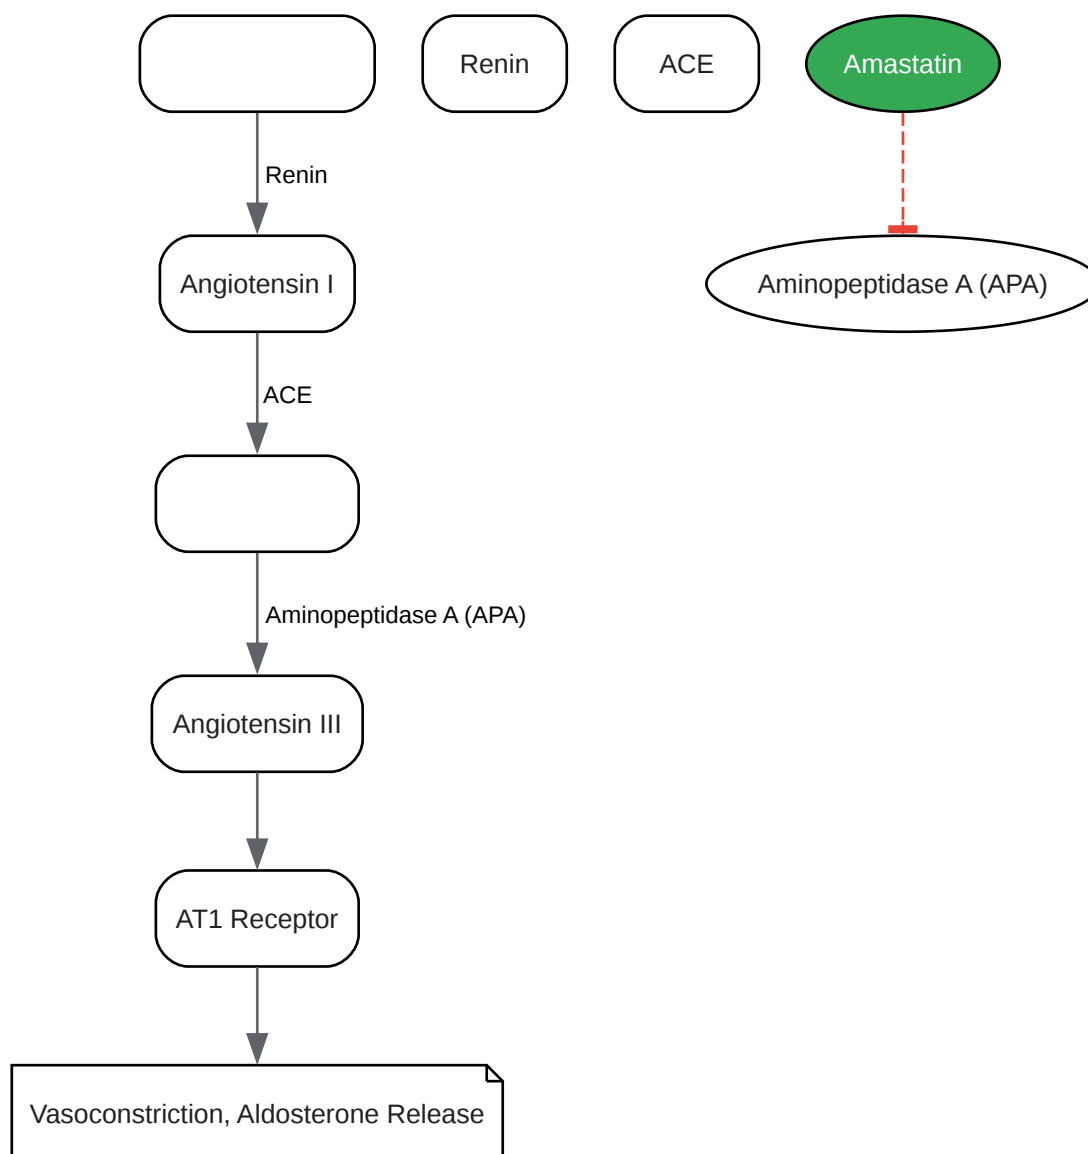 Renin
ACE
Amastatin
Renin
Angiotensin I
Aminopeptidase A (APA)
ACE
Aminopeptidase A (APA)
Angiotensin III
AT1 Receptor
Vasoconstriction, Aldosterone Release